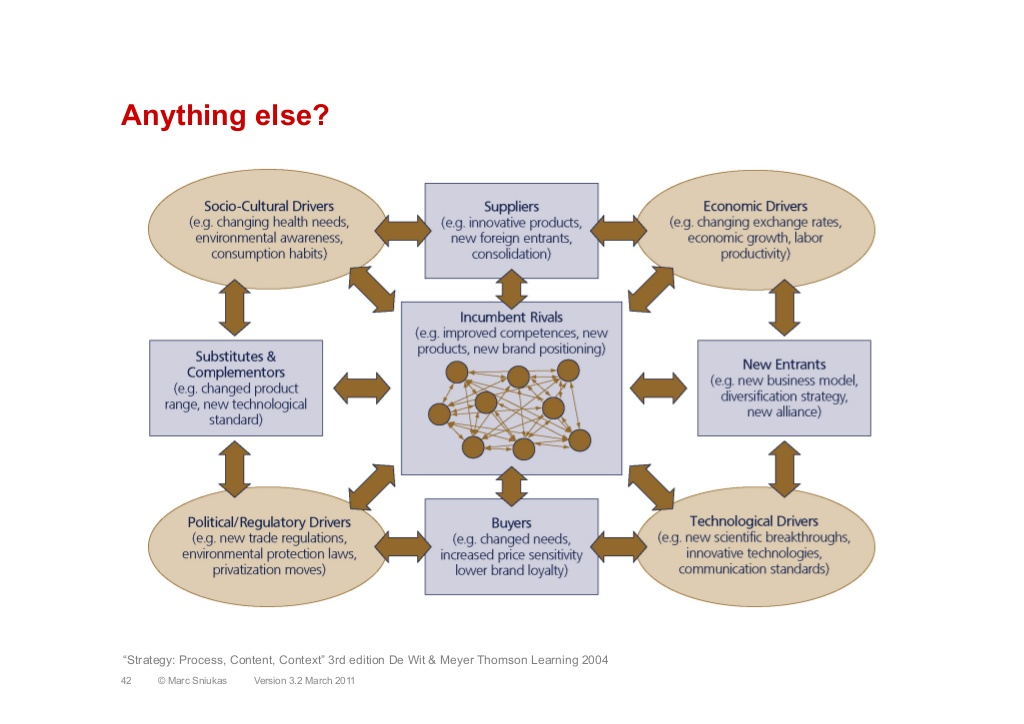 Anything else?
Socio-Cultural Drivers
(e.g. changing health needs,
environmental awareness,
consumption habits)
Suppliers
(e.g. innovative products,
new foreign entrants,
consolidation)
Economic Drivers
(e.g. changing exchange rates,
economic growth, labor
productivity)
Substitutes &
Complementors
(e.g. changed product
range, new technological
standard)
Incumbent Rivals
(e.g. improved competences, new
products, new brand positioning)
New Entrants
(e.g. new business model,
diversification strategy,
new alliance)
Political/Regulatory Drivers
(e.g. new trade regulations,
environmental protection laws,
privatization moves)
Buyers
(e.g. changed needs,
increased price sensitivity
lower brand loyalty)
Technological Drivers
(e.g. new scientific breakthroughs,
innovative technologies,
communication standards)
“Strategy: Process, Content, Context” 3rd edition De Wit & Meyer Thomson Learning 2004
42 © Marc Sniukas Version 3.2 March 2011